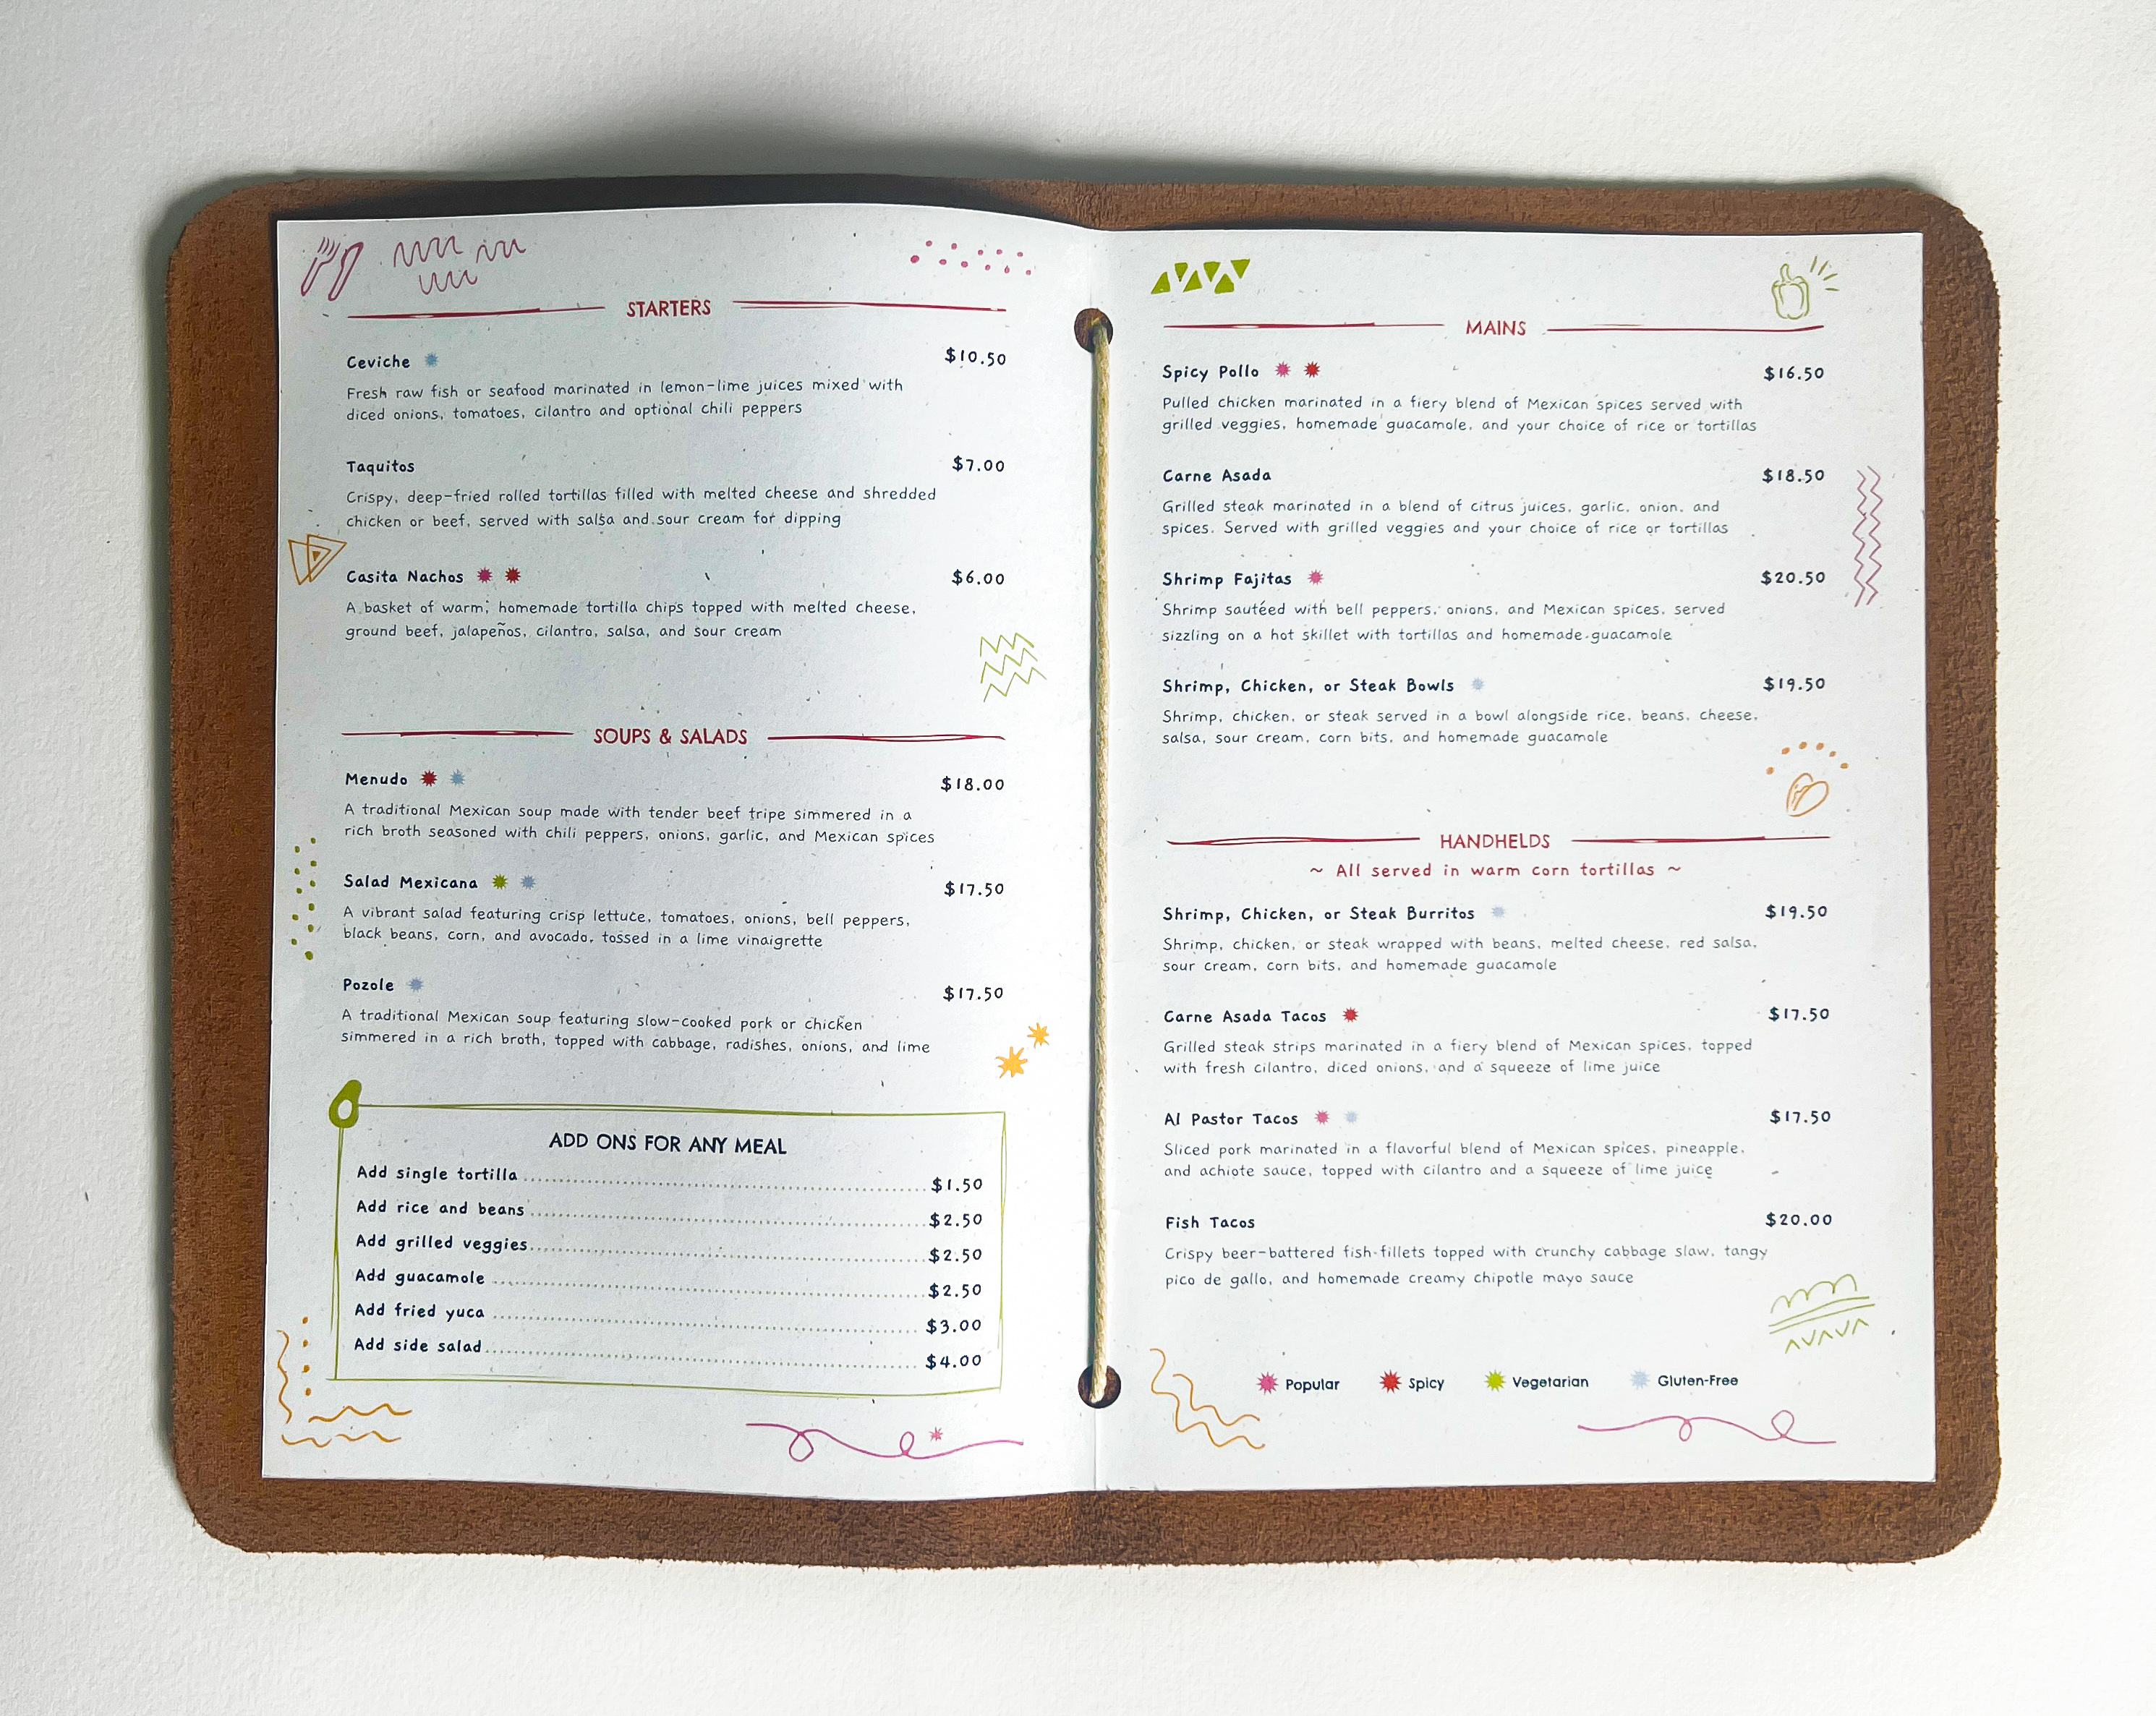 STARTERS
Ceviche $10.50
Fresh raw fish or seafood marinated in lemon-lime juices mixed with
diced onions, tomatoes, cilantro and optional chili peppers
Taquitos $7.00
Crispy, deep-fried rolled tortillas filled with melted cheese and shredded
chicken or beef, served with salsa and sour cream for dipping
Casita Nachos $6.00
A basket of warm, homemade tortilla chips topped with melted cheese,
ground beef, jalapeños, cilantro, salsa, and sour cream
SOUPS & SALADS
Menudo $18.00
A traditional Mexican soup made with tender beef tripe simmered in a
rich broth seasoned with chili peppers, onions, garlic, and Mexican spices
Salad Mexicana $17.50
A vibrant salad featuring crisp lettuce, tomatoes, onions, bell peppers,
black beans, corn, and avocado, tossed in a lime vinaigrette
Pozole $17.50
A traditional Mexican soup featuring slow-cooked pork or chicken
simmered in a rich broth, topped with cabbage, radishes, onions, and lime
ADD ONS FOR ANY MEAL
Add single tortilla $1.50
Add rice and beans $2.50
Add grilled veggies $2.50
Add guacamole $2.50
Add fried yuca $3.00
Add side salad $4.00
MAINS
Spicy Pollo $16.50
Pulled chicken marinated in a fiery blend of Mexican spices served with
grilled veggies, homemade guacamole, and your choice of rice or tortillas
Carne Asada $18.50
Grilled steak marinated in a blend of citrus juices, garlic, onion, and
spices. Served with grilled veggies and your choice of rice or tortillas
Shrimp Fajitas $20.50
Shrimp sautéed with bell peppers, onions, and Mexican spices, served
sizzling on a hot skillet with tortillas and homemade guacamole
Shrimp, Chicken, or Steak Bowls $19.50
Shrimp, chicken, or steak served in a bowl alongside rice, beans, cheese,
salsa, sour cream, corn bits, and homemade guacamole
HANDHELDS
~ All served in warm corn tortillas ~
Shrimp, Chicken, or Steak Burritos $19.50
Shrimp, chicken, or steak wrapped with beans, melted cheese, red salsa,
sour cream, corn bits, and homemade guacamole
Carne Asada Tacos $17.50
Grilled steak strips marinated in a fiery blend of Mexican spices, topped
with fresh cilantro, diced onions, and a squeeze of lime juice
Al Pastor Tacos $17.50
Sliced pork marinated in a flavorful blend of Mexican spices, pineapple,
and achiote sauce, topped with cilantro and a squeeze of lime juice
Fish Tacos $20.00
Crispy beer-battered fish fillets topped with crunchy cabbage slaw, tangy
pico de gallo, and homemade creamy chipotle mayo sauce
Popular Spicy Vegetarian Gluten-Free